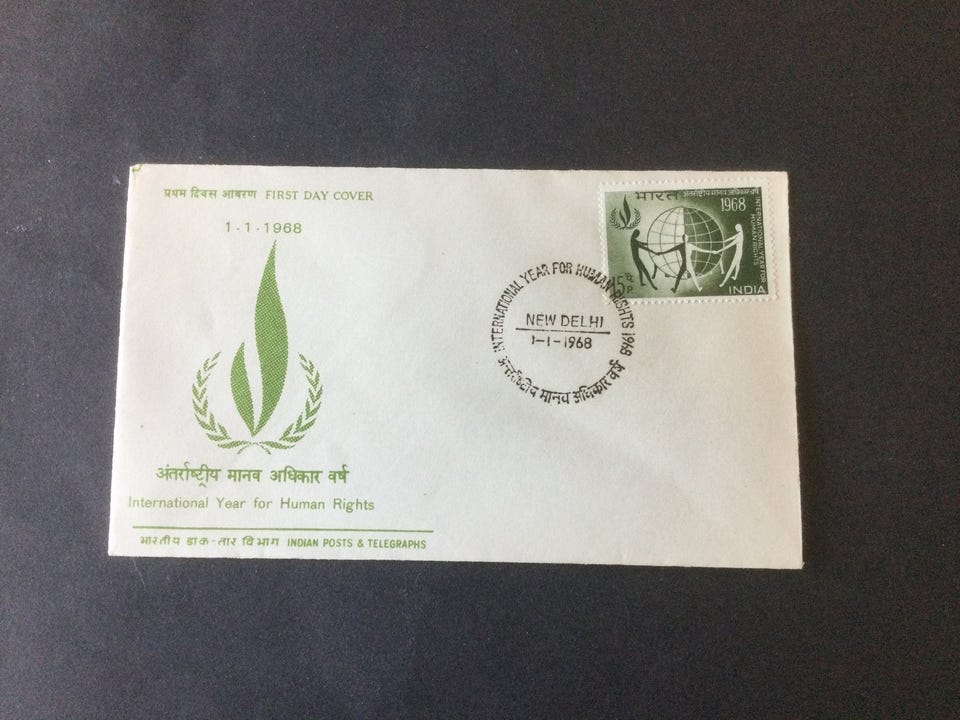 प्रथम दिवस आवरण FIRST DAY COVER
1-1-1968
अंतर्राष्ट्रीय मानव अधिकार वर्ष
International Year for Human Rights
भारतीय डाक-तार विभाग INDIAN POSTS & TELEGRAPHS
भारत अंतर्राष्ट्रीय मानव अधिकार वर्ष
1968
INTERNATIONAL YEAR FOR
HUMAN RIGHTS
15 P
INDIA
INTERNATIONAL YEAR FOR HUMAN RIGHTS 1968
NEW DELHI
1-1-1968
अंतर्राष्ट्रीय मानव अधिकार वर्ष